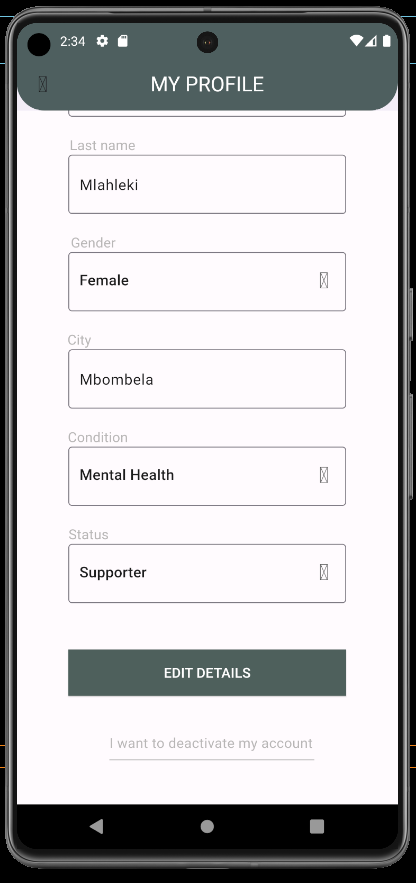 2:34
MY PROFILE
Last name
Mlahleki
Gender
Female
City
Mbombela
Condition
Mental Health
Status
Supporter
EDIT DETAILS
I want to deactivate my account